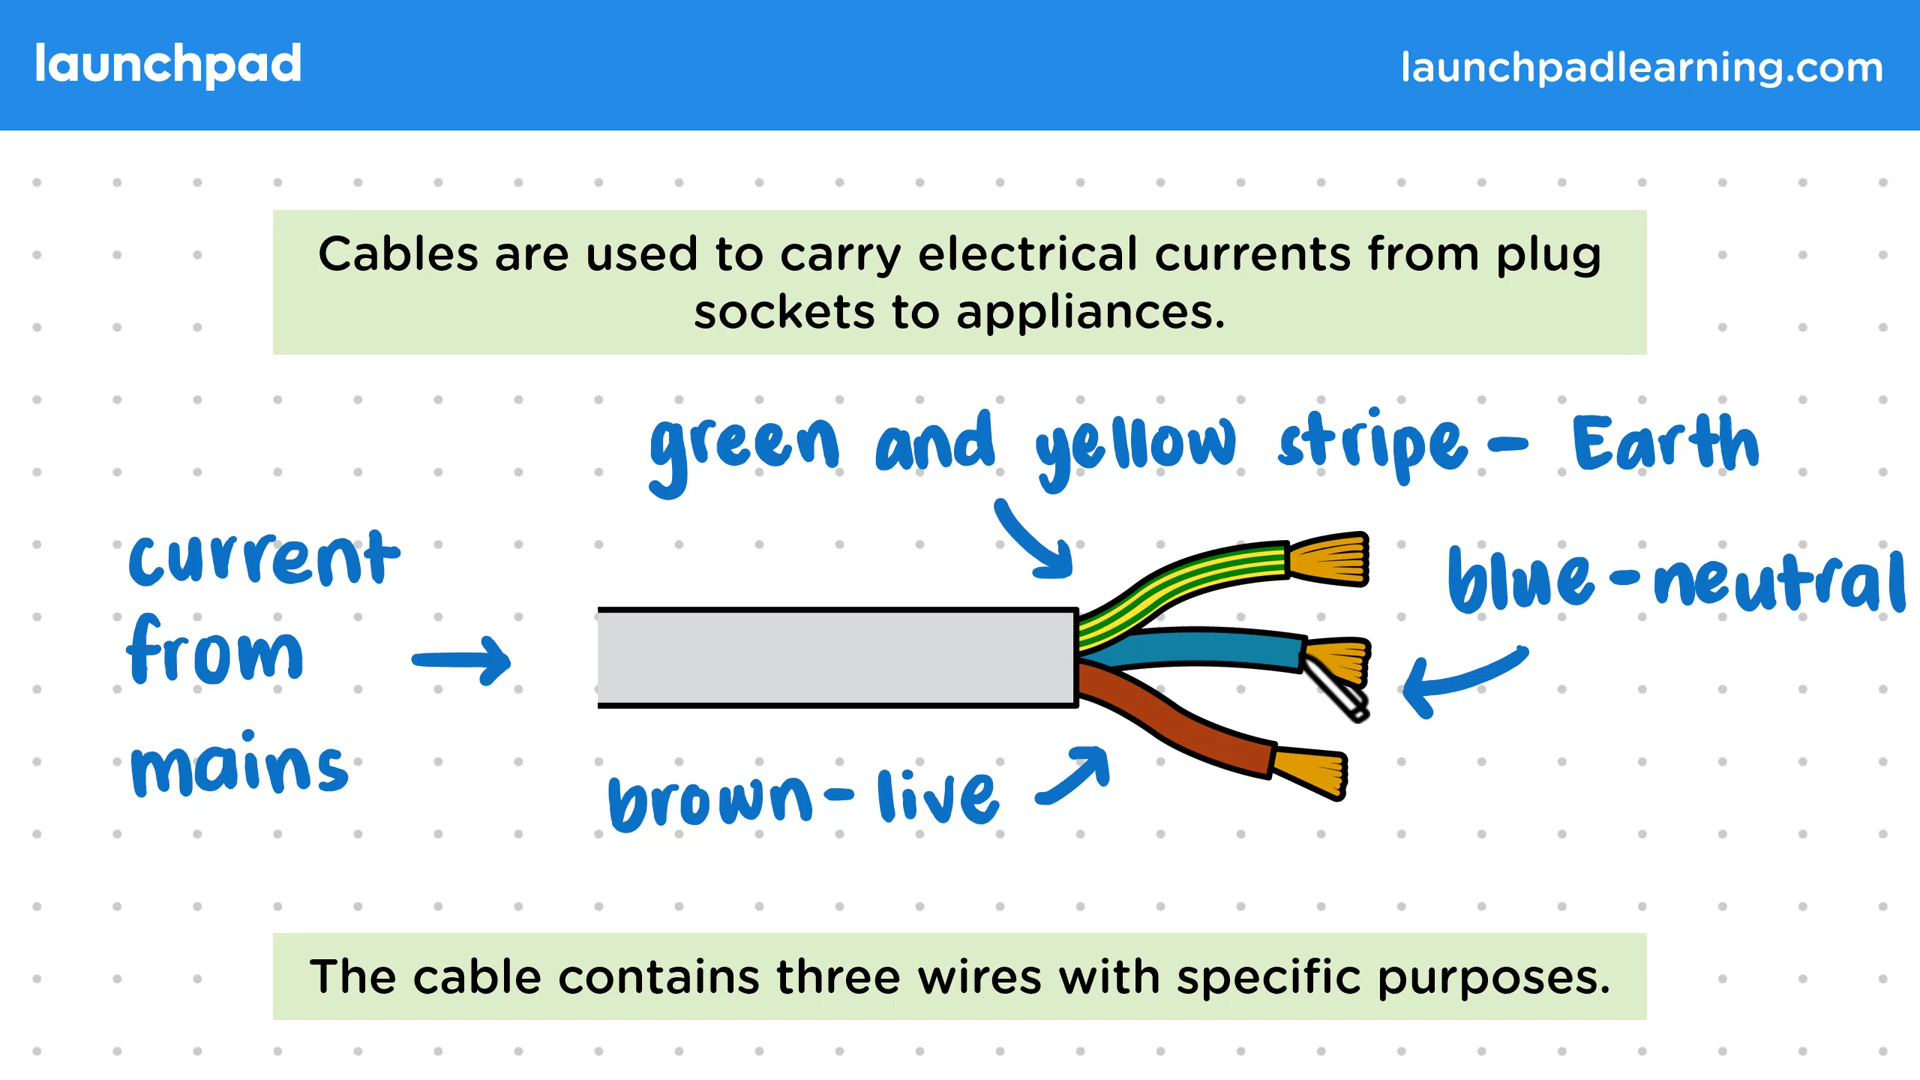 launchpad
launchpadlearning.com
Cables are used to carry electrical currents from plug
sockets to appliances.
green and yellow stripe - Earth
current
from
mains
blue - neutral
brown - live
The cable contains three wires with specific purposes.